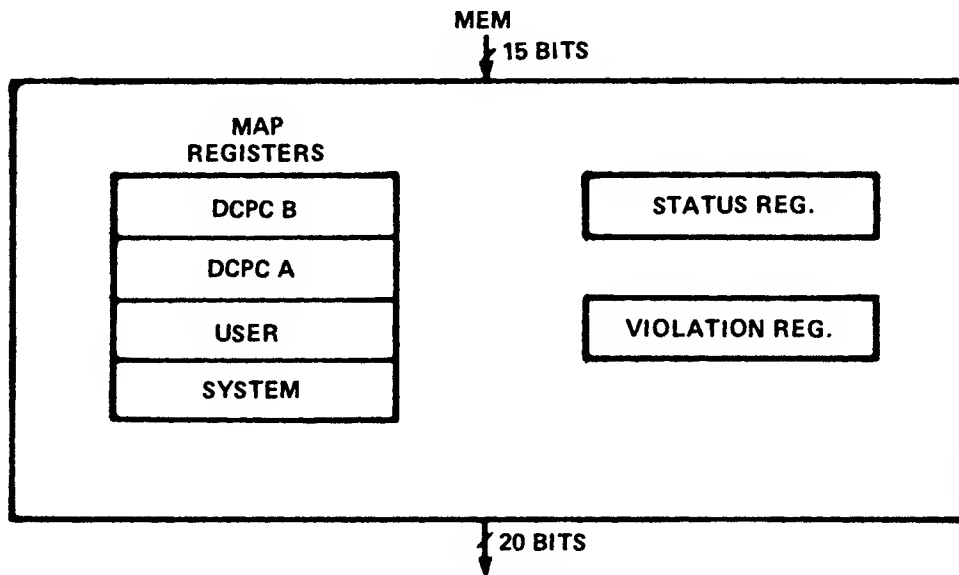 MEM
15 BITS
MAP
REGISTERS
DCPC B
DCPC A
USER
SYSTEM
STATUS REG.
VIOLATION REG.
20 BITS